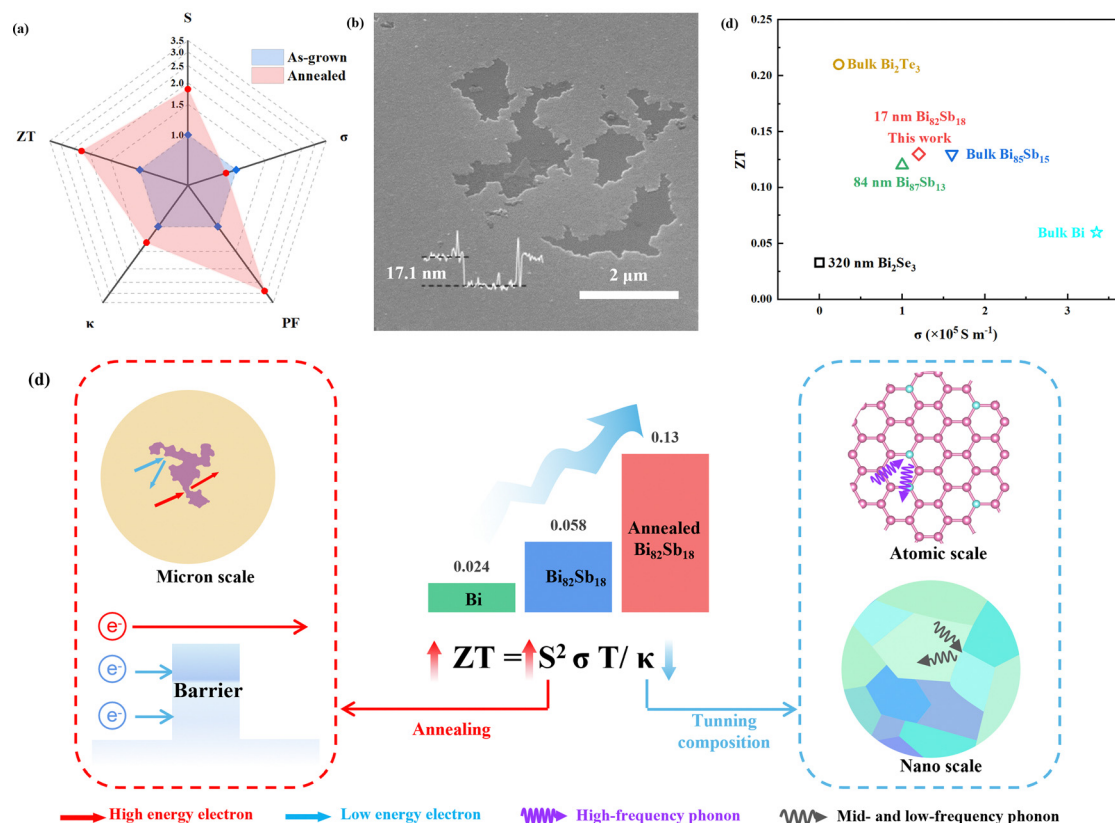 (a)
S
3.5
3.0
2.5
2.0
1.5
1.0
As-grown
Annealed
ZT
σ
κ
PF
(b)
17.1 nm
2 μm
(d)
ZT
0.25
0.20
0.15
0.10
0.05
0.00
Bulk Bi₂Te₃
17 nm Bi₈₂Sb₁₈
This work
Bulk Bi₈₅Sb₁₅
84 nm Bi₈₇Sb₁₃
Bulk Bi
320 nm Bi₂Se₃
0 1 2 3
σ (×10⁵ S m⁻¹)
(d)
Micron scale
e⁻
e⁻
Barrier
e⁻
0.024
Bi
0.058
Bi₈₂Sb₁₈
0.13
Annealed
Bi₈₂Sb₁₈
ZT = S² σ T/ κ
Annealing
Tunning
composition
Atomic scale
Nano scale
High energy electron
Low energy electron
High-frequency phonon
Mid- and low-frequency phonon